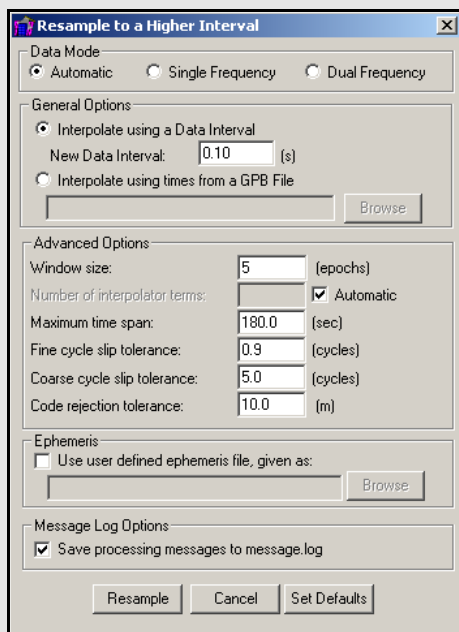 Resample to a Higher Interval
Data Mode
Automatic Single Frequency Dual Frequency
General Options
Interpolate using a Data Interval
New Data Interval: 0.10 (s)
Interpolate using times from a GPB File
Browse
Advanced Options
Window size: 5 (epochs)
Number of interpolator terms: Automatic
Maximum time span: 180.0 (sec)
Fine cycle slip tolerance: 0.9 (cycles)
Coarse cycle slip tolerance: 5.0 (cycles)
Code rejection tolerance: 10.0 (m)
Ephemeris
Use user defined ephemeris file, given as:
Browse
Message Log Options
Save processing messages to message.log
Resample Cancel Set Defaults